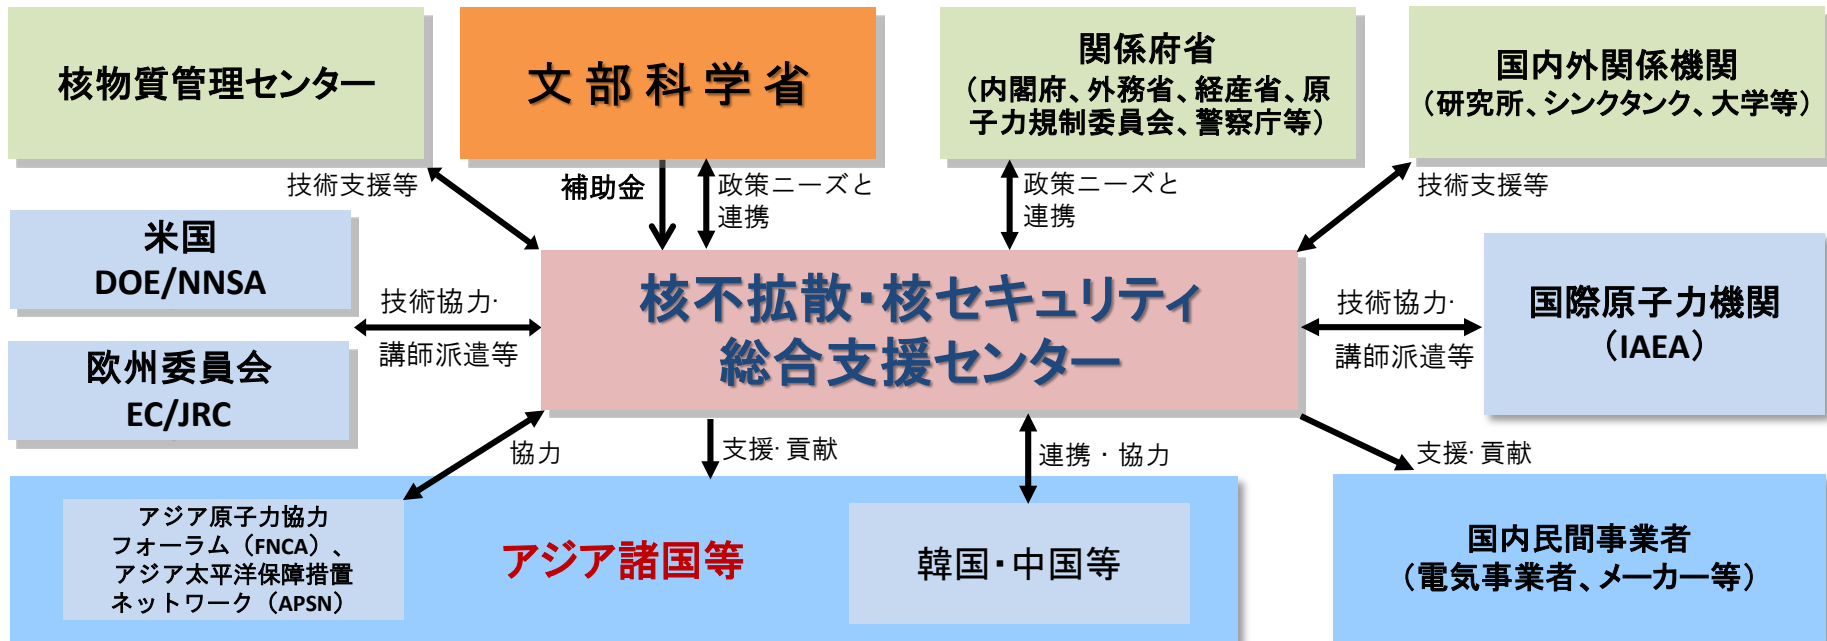 核物質管理センター
文部科学省
関係府省
（内閣府、外務省、経産省、原
子力規制委員会、警察庁等）
国内外関係機関
（研究所、シンクタンク、大学等）
技術支援等
補助金
政策ニーズと
連携
政策ニーズと
連携
技術支援等
米国
DOE/NNSA
欧州委員会
EC/JRC
技術協力・
講師派遣等
核不拡散・核セキュリティ
総合支援センター
技術協力・
講師派遣等
国際原子力機関
（IAEA）
協力
支援・貢献
連携・協力
支援・貢献
アジア原子力協力
フォーラム（FNCA）、
アジア太平洋保障措置
ネットワーク（APSN）
アジア諸国等
韓国・中国等
国内民間事業者
（電気事業者、メーカー等）